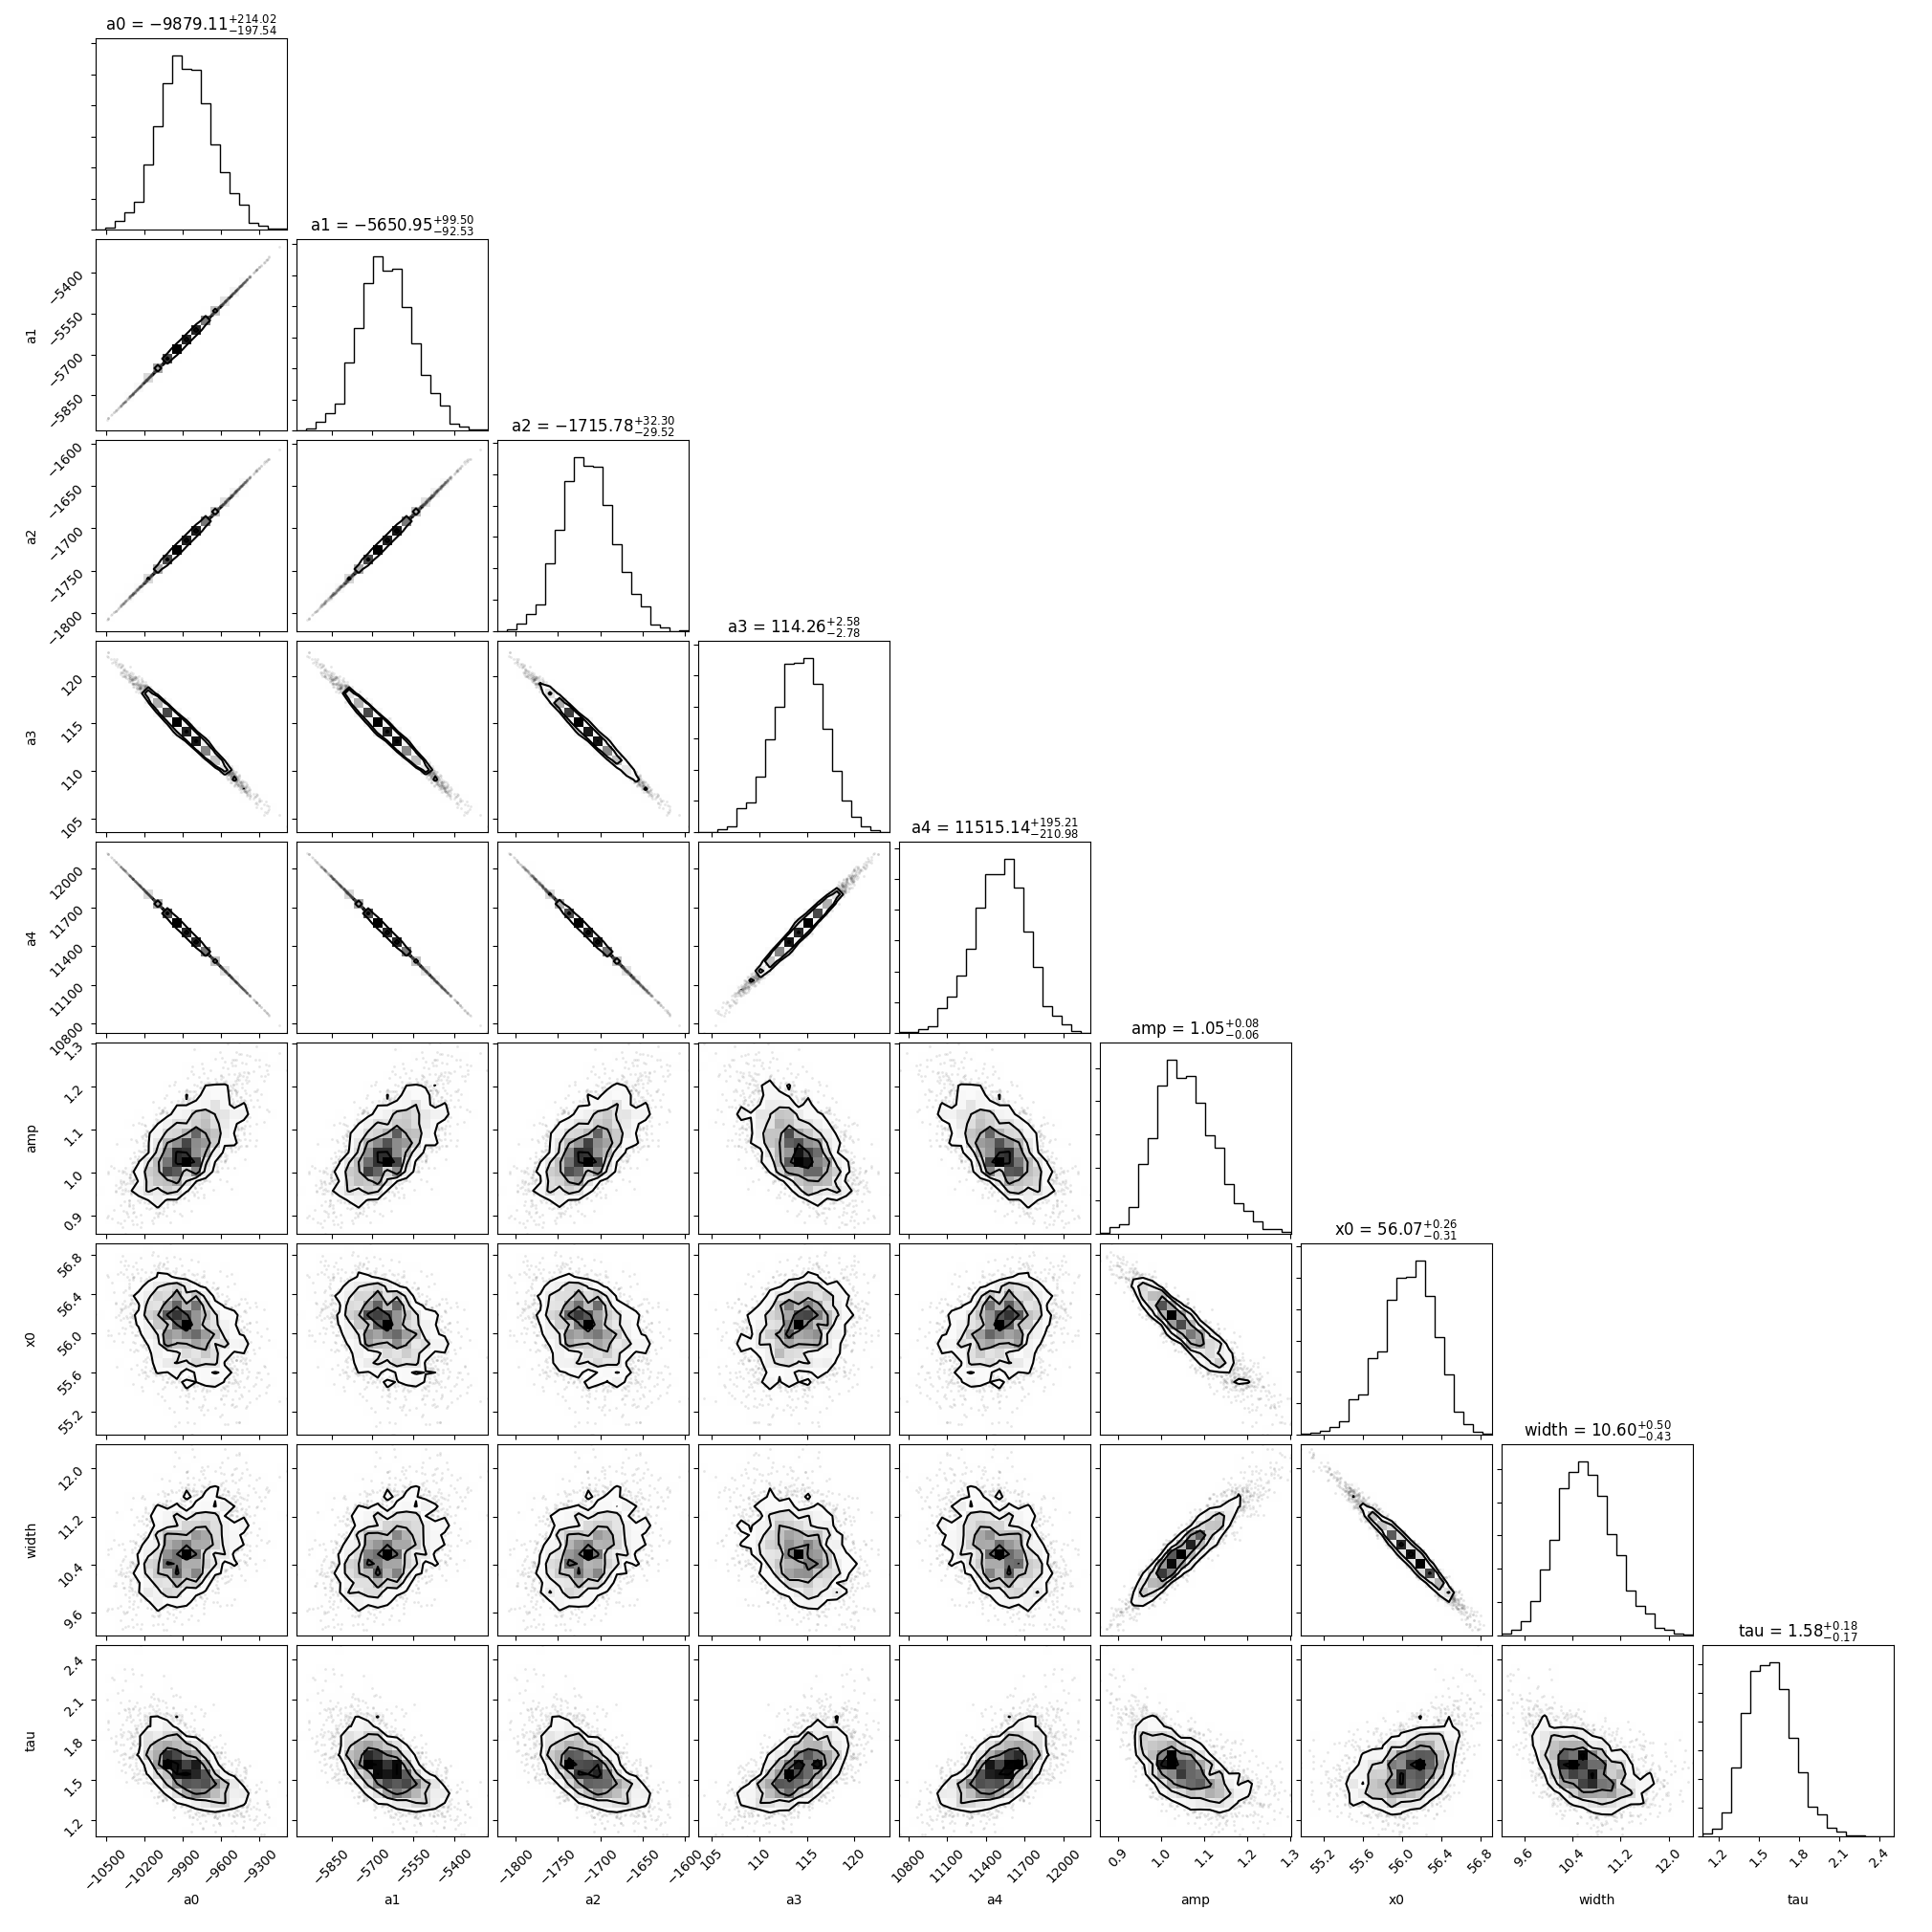 a0 = −9879.11 +214.02 −197.54
a1 = −5650.95 +99.50 −92.53
−5400
−5550
−5700
−5850
a1
a2 = −1715.78 +32.30 −29.52
−1600
−1650
−1700
−1750
−1800
a2
a3 = 114.26 +2.58 −2.78
120
115
110
105
a3
a4 = 11515.14 +195.21 −210.98
12000
11700
11400
11100
10800
a4
amp = 1.05 +0.08 −0.06
1.3
1.2
1.1
1.0
0.9
amp
x0 = 56.07 +0.26 −0.31
56.8
56.4
56.0
55.6
55.2
x0
width = 10.60 +0.50 −0.43
12.0
11.2
10.4
9.6
width
tau = 1.58 +0.18 −0.17
2.4
2.1
1.8
1.5
1.2
tau
−10500 −10200 −9900 −9600 −9300 −5850 −5700 −5550 −5400 −1800 −1750 −1700 −1650 −1600 105 110 115 120 10800 11100 11400 11700 12000 0.9 1.0 1.1 1.2 1.3 55.2 55.6 56.0 56.4 56.8 9.6 10.4 11.2 12.0 1.2 1.5 1.8 2.1 2.4
a0 a1 a2 a3 a4 amp x0 width tau